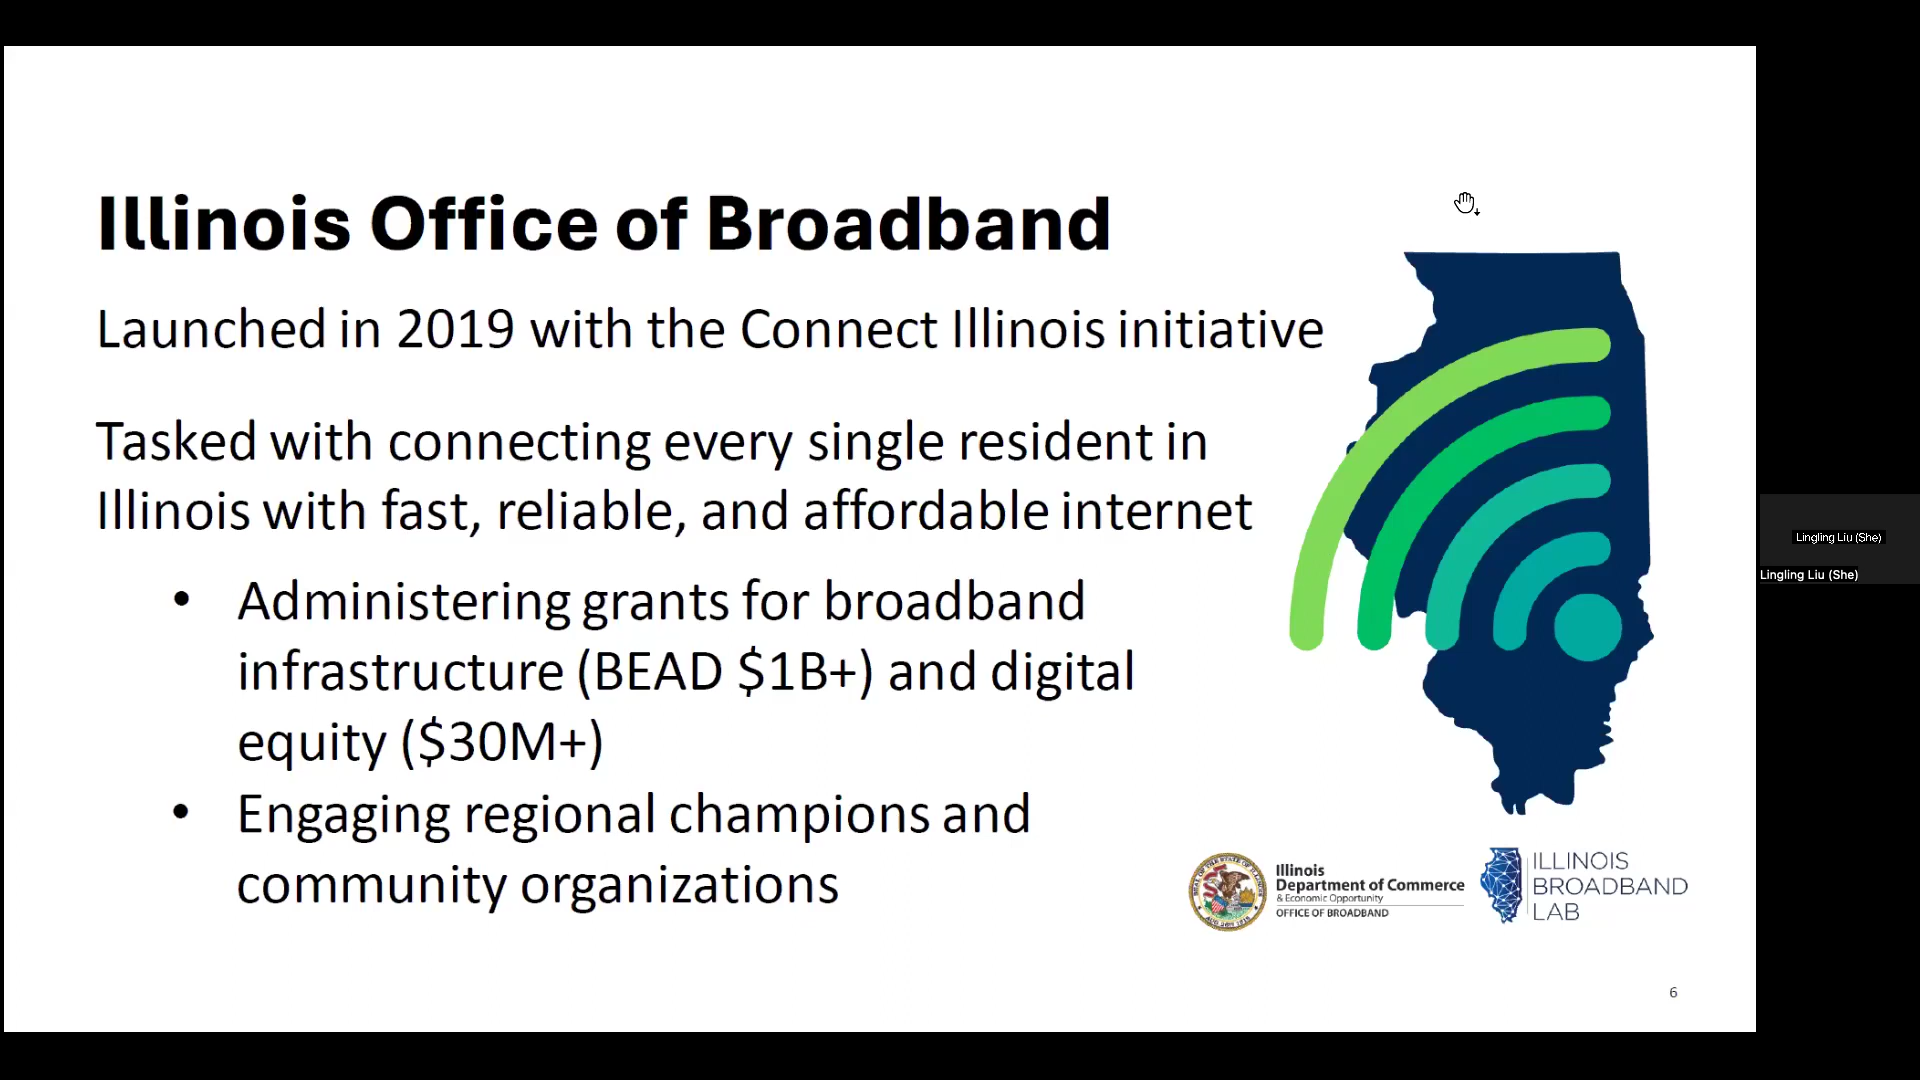 Illinois Office of Broadband
Launched in 2019 with the Connect Illinois initiative
Tasked with connecting every single resident in
Illinois with fast, reliable, and affordable internet
• Administering grants for broadband
infrastructure (BEAD $1B+) and digital
equity ($30M+)
• Engaging regional champions and
community organizations
Illinois
Department of Commerce
& Economic Opportunity
OFFICE OF BROADBAND
ILLINOIS
BROADBAND
LAB
6
Lingling Liu (She)
Lingling Liu (She)